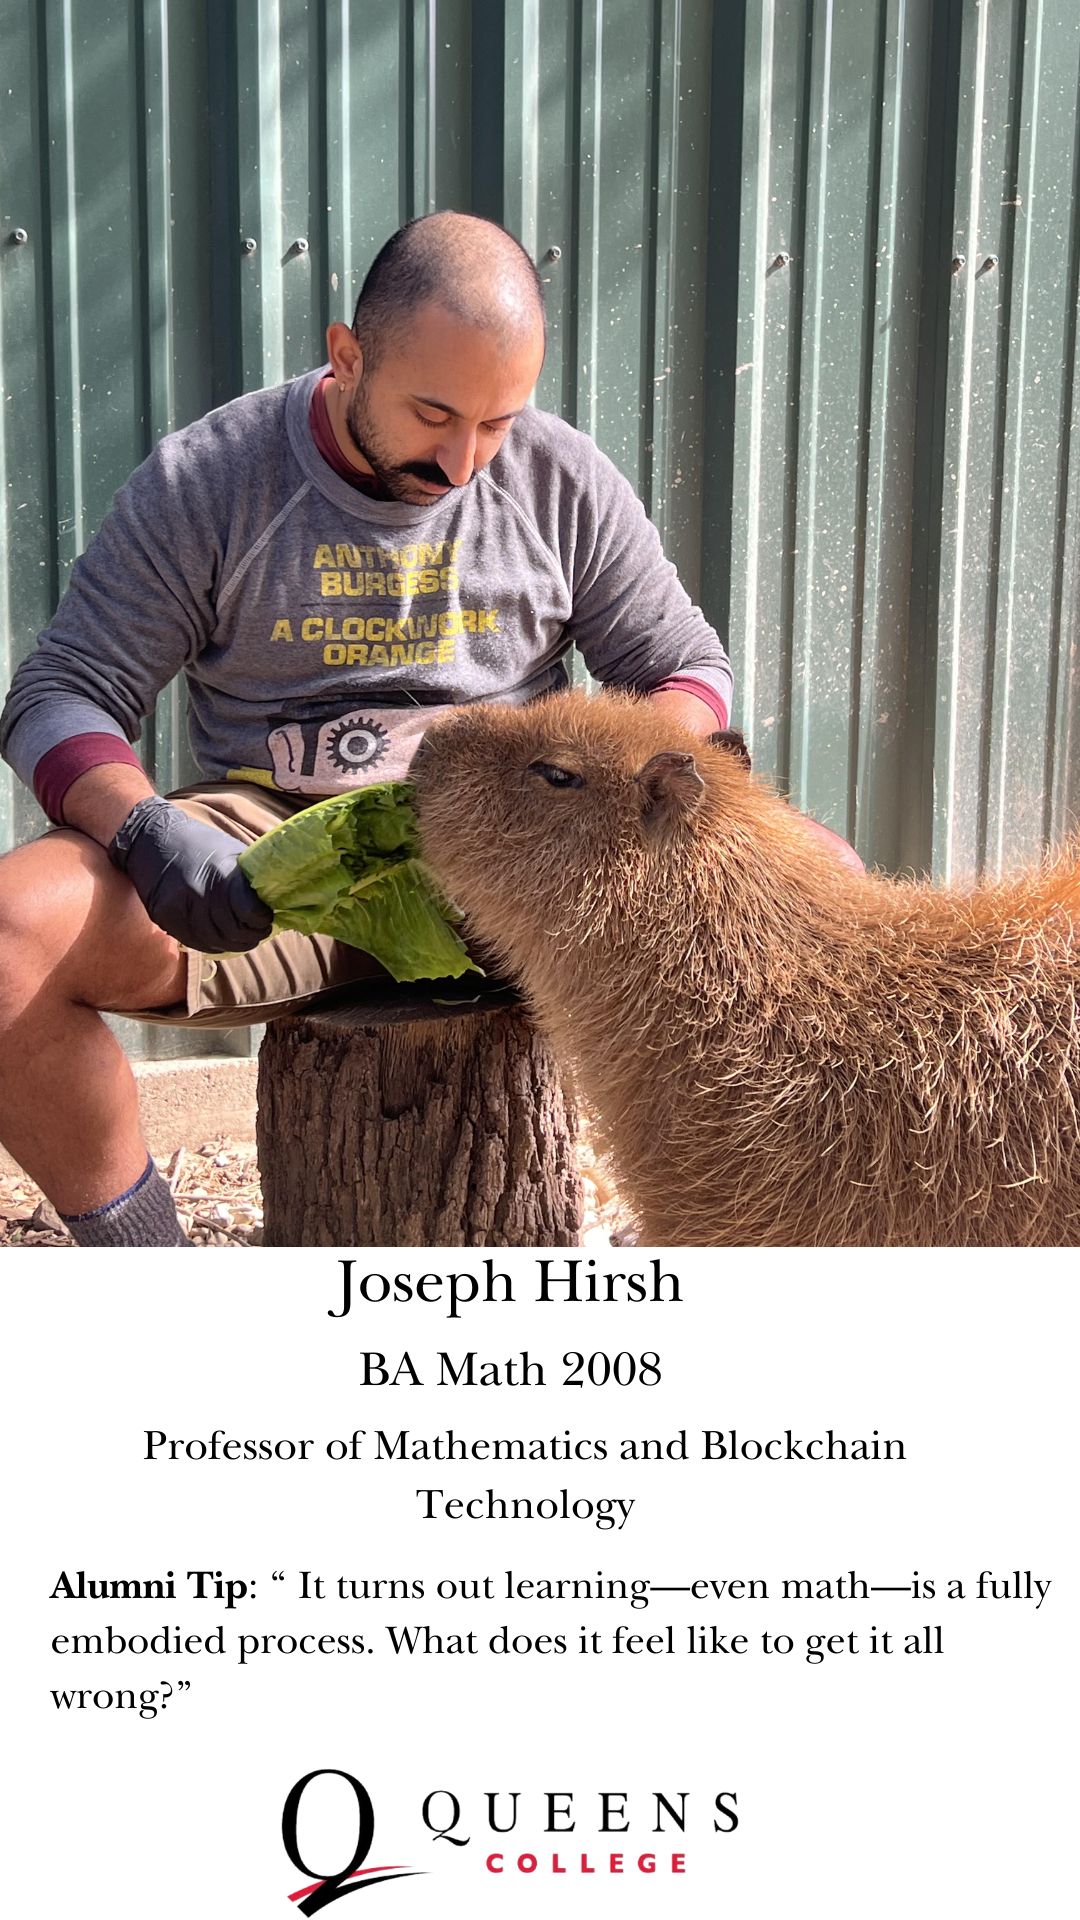 ANTHONY
BURGESS
A CLOCKWORK
ORANGE
Joseph Hirsh
BA Math 2008
Professor of Mathematics and Blockchain
Technology
Alumni Tip: “ It turns out learning—even math—is a fully
embodied process. What does it feel like to get it all
wrong?”
Q QUEENS
COLLEGE